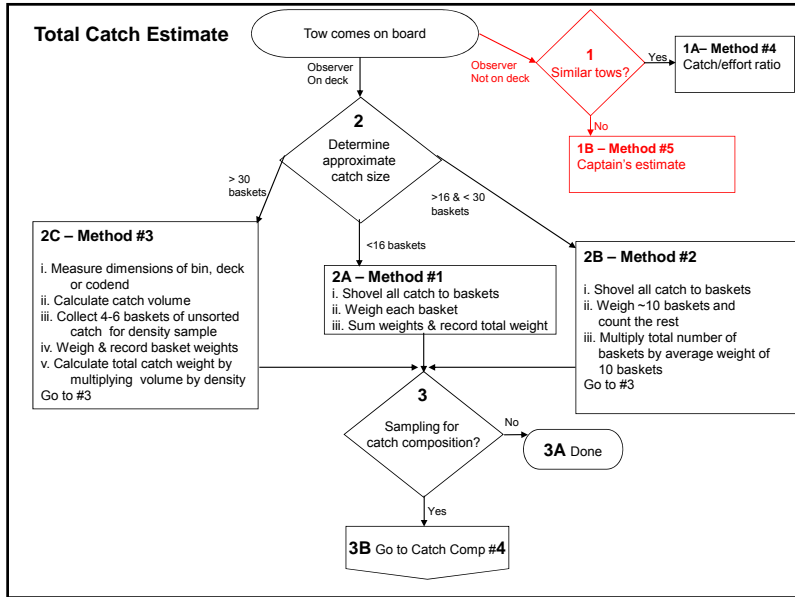 Total Catch Estimate
Tow comes on board
Observer
On deck
Observer
Not on deck
1
Similar tows?
Yes
1A– Method #4
Catch/effort ratio
No
1B – Method #5
Captain's estimate
2
Determine
approximate
catch size
> 30
baskets
>16 & < 30
baskets
<16 baskets
2C – Method #3
i. Measure dimensions of bin, deck
or codend
ii. Calculate catch volume
iii. Collect 4-6 baskets of unsorted
catch for density sample
iv. Weigh & record basket weights
v. Calculate total catch weight by
multiplying volume by density
Go to #3
2A – Method #1
i. Shovel all catch to baskets
ii. Weigh each basket
iii. Sum weights & record total weight
2B – Method #2
i. Shovel all catch to baskets
ii. Weigh ~10 baskets and
count the rest
iii. Multiply total number of
baskets by average weight of
10 baskets
Go to #3
3
Sampling for
catch composition?
No
3A Done
Yes
3B Go to Catch Comp #4